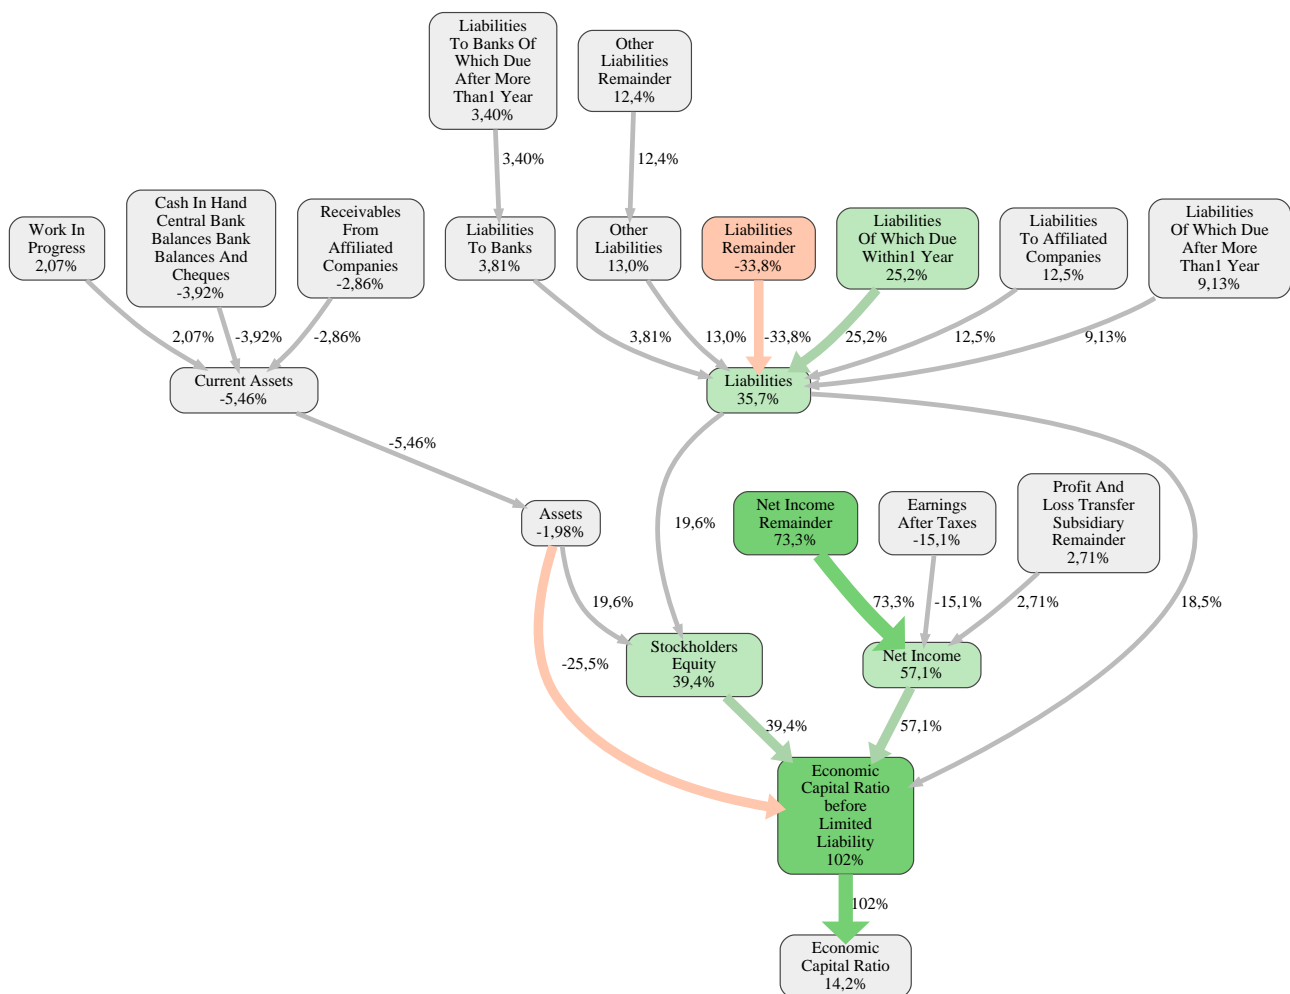 Liabilities
To Banks Of
Which Due
After More
Than1 Year
3,40%
Other
Liabilities
Remainder
12,4%
3,40%
12,4%
Work In
Progress
2,07%
Cash In Hand
Central Bank
Balances Bank
Balances And
Cheques
-3,92%
Receivables
From
Affiliated
Companies
-2,86%
Liabilities
To Banks
3,81%
Other
Liabilities
13,0%
Liabilities
Remainder
-33,8%
Liabilities
Of Which Due
Within1 Year
25,2%
Liabilities
To Affiliated
Companies
12,5%
Liabilities
Of Which Due
After More
Than1 Year
9,13%
2,07%
-3,92%
-2,86%
3,81%
13,0%
-33,8%
25,2%
12,5%
9,13%
Current Assets
-5,46%
Liabilities
35,7%
-5,46%
Assets
-1,98%
19,6%
Net Income
Remainder
73,3%
Earnings
After Taxes
-15,1%
Profit And
Loss Transfer
Subsidiary
Remainder
2,71%
19,6%
73,3%
-15,1%
2,71%
18,5%
-25,5%
Stockholders
Equity
39,4%
Net Income
57,1%
39,4%
57,1%
Economic
Capital Ratio
before
Limited
Liability
102%
102%
Economic
Capital Ratio
14,2%